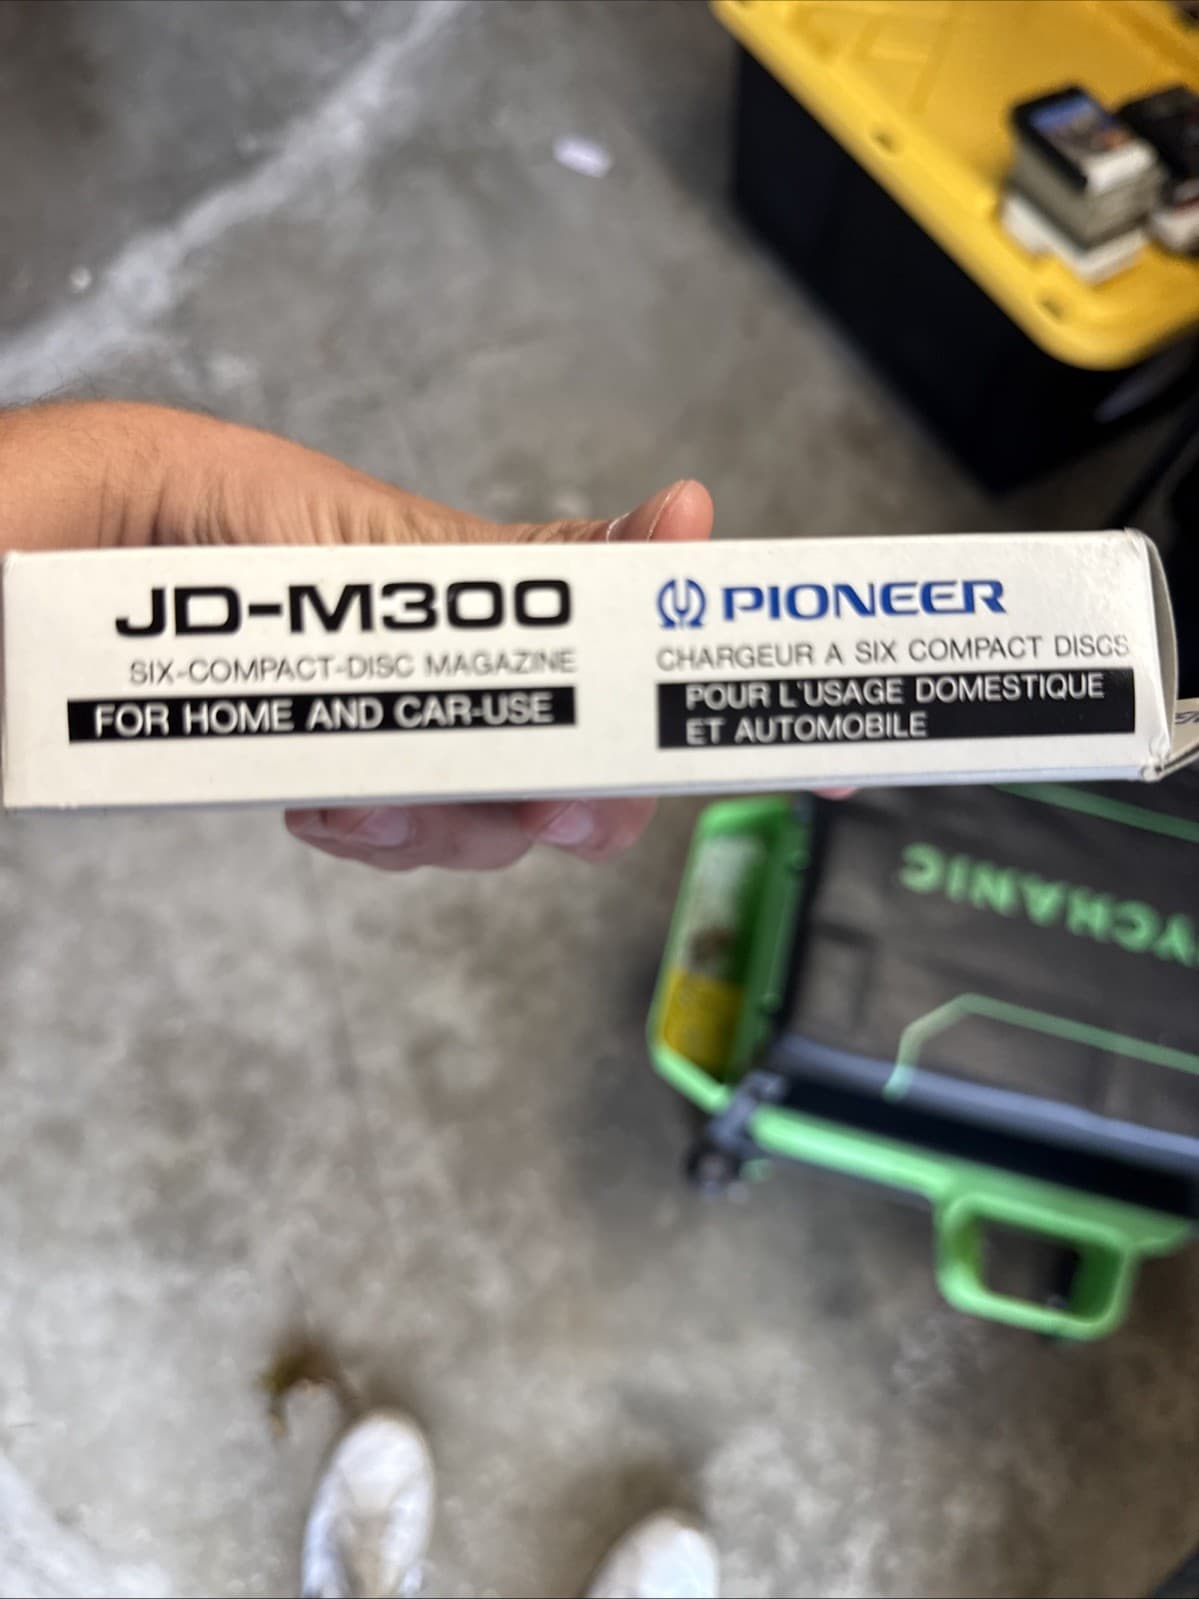 JD-M300
SIX-COMPACT-DISC MAGAZINE
FOR HOME AND CAR-USE
PIONEER
CHARGEUR A SIX COMPACT DISCS
POUR L'USAGE DOMESTIQUE
ET AUTOMOBILE
YCHANIC